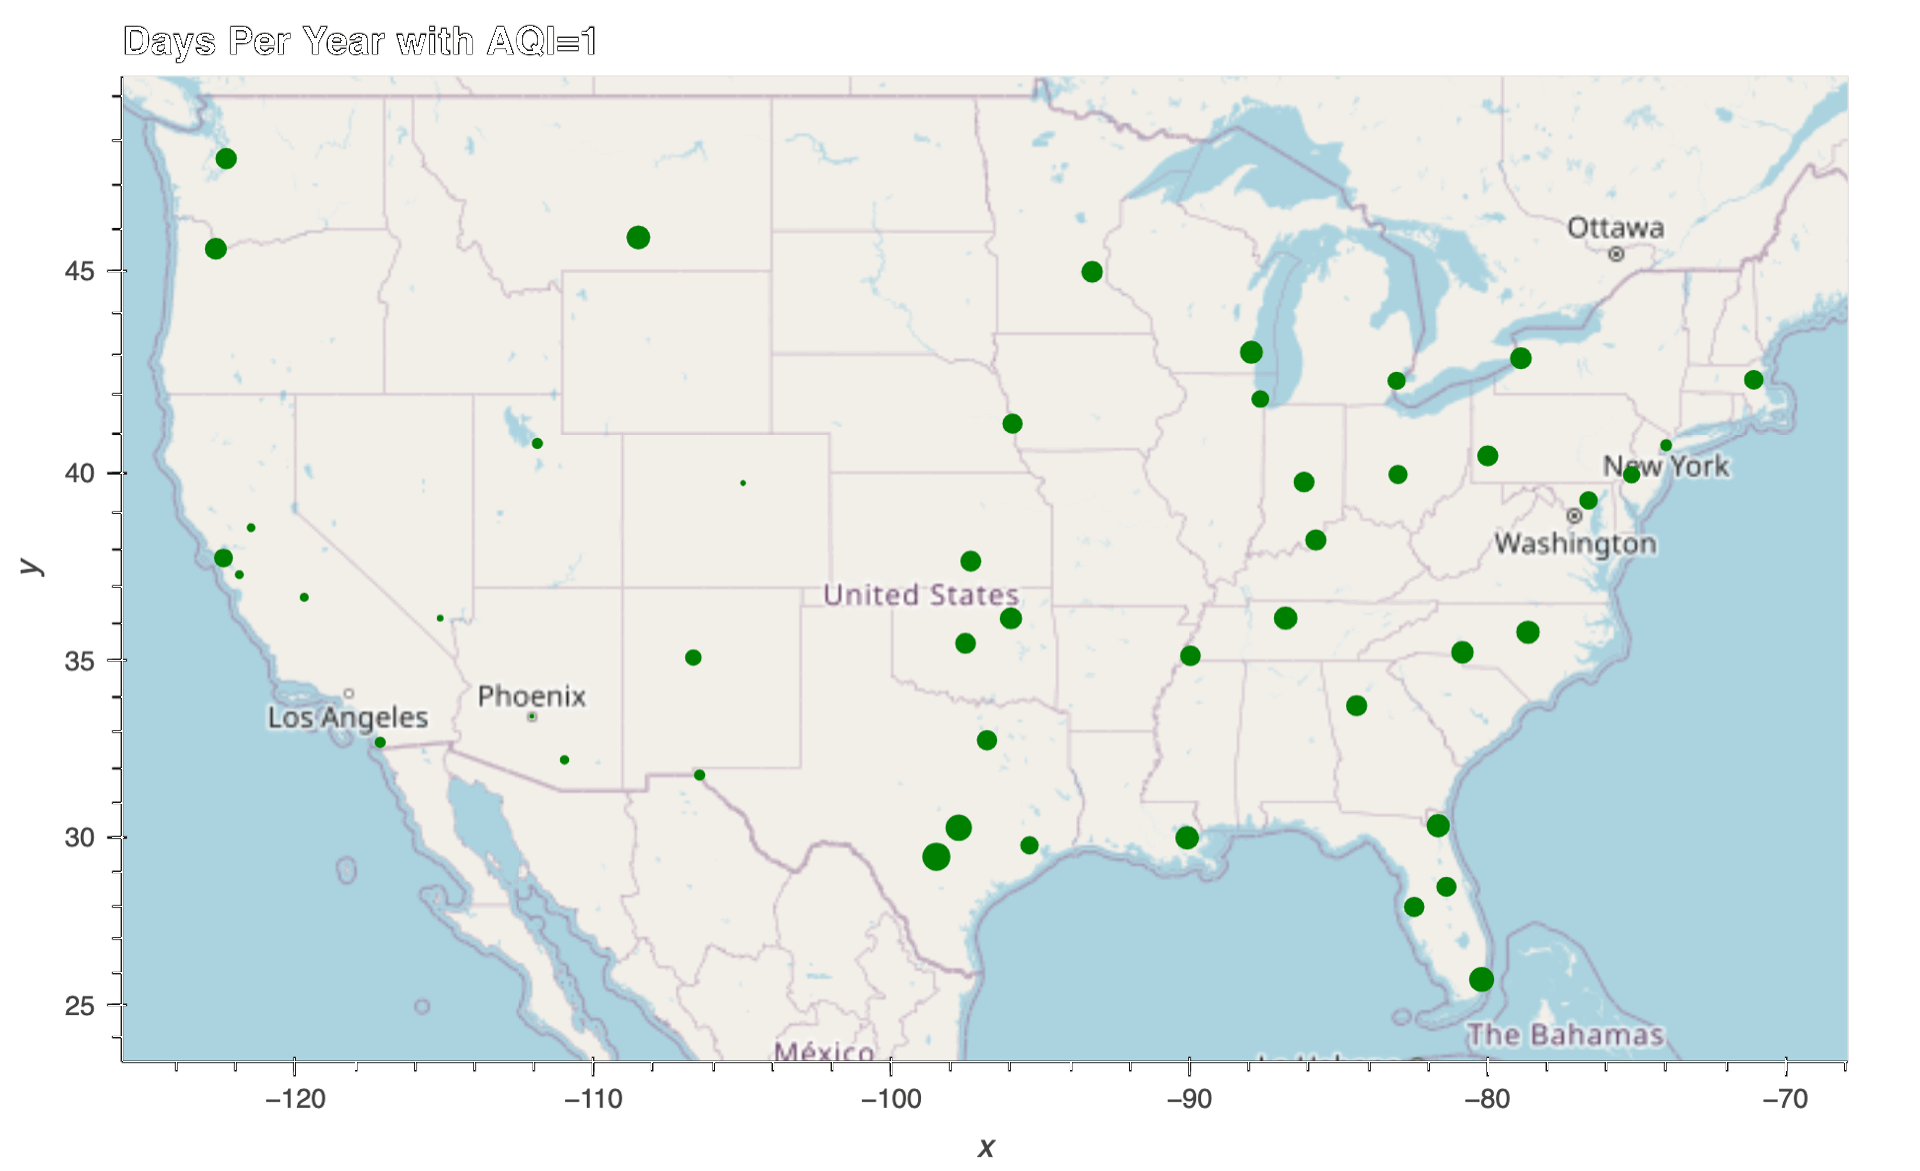 Days Per Year with AQI=1
Ottawa
45
40
New York
Washington
y
United States
35
Phoenix
Los Angeles
30
25
The Bahamas
México
−120
−110
−100
−90
−80
−70
x